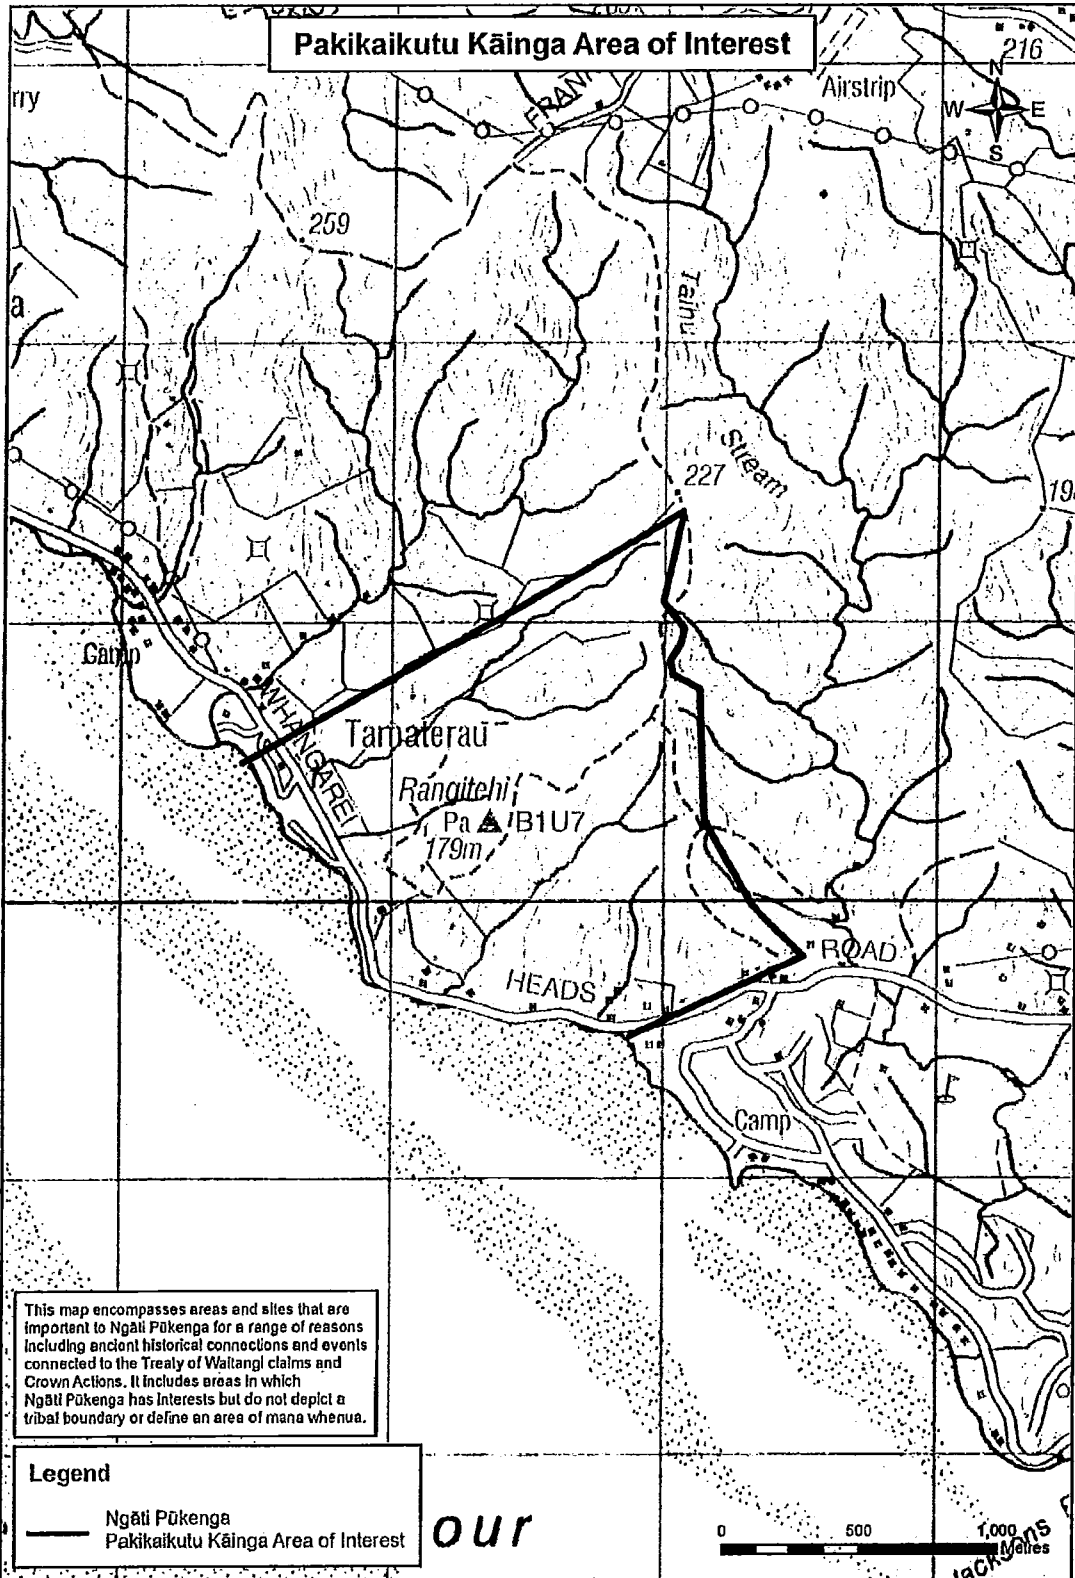 Pakikaikutu Kāinga Area of Interest
216
N
W E
S
Airstrip
rry
259
a
Taihu
Stream
227
Camp
WHANGAREI
Tamaterau
Rangitehi
Pa B1U7
179m
HEADS
ROAD
Camp
This map encompasses areas and sites that are
important to Ngāti Pūkenga for a range of reasons
including ancient historical connections and events
connected to the Treaty of Waitangi claims and
Crown Actions. It includes areas in which
Ngāti Pūkenga has interests but do not depict a
tribal boundary or define an area of mana whenua.
Legend
Ngāti Pūkenga
Pakikaikutu Kāinga Area of Interest
our
0 500 1,000
Metres